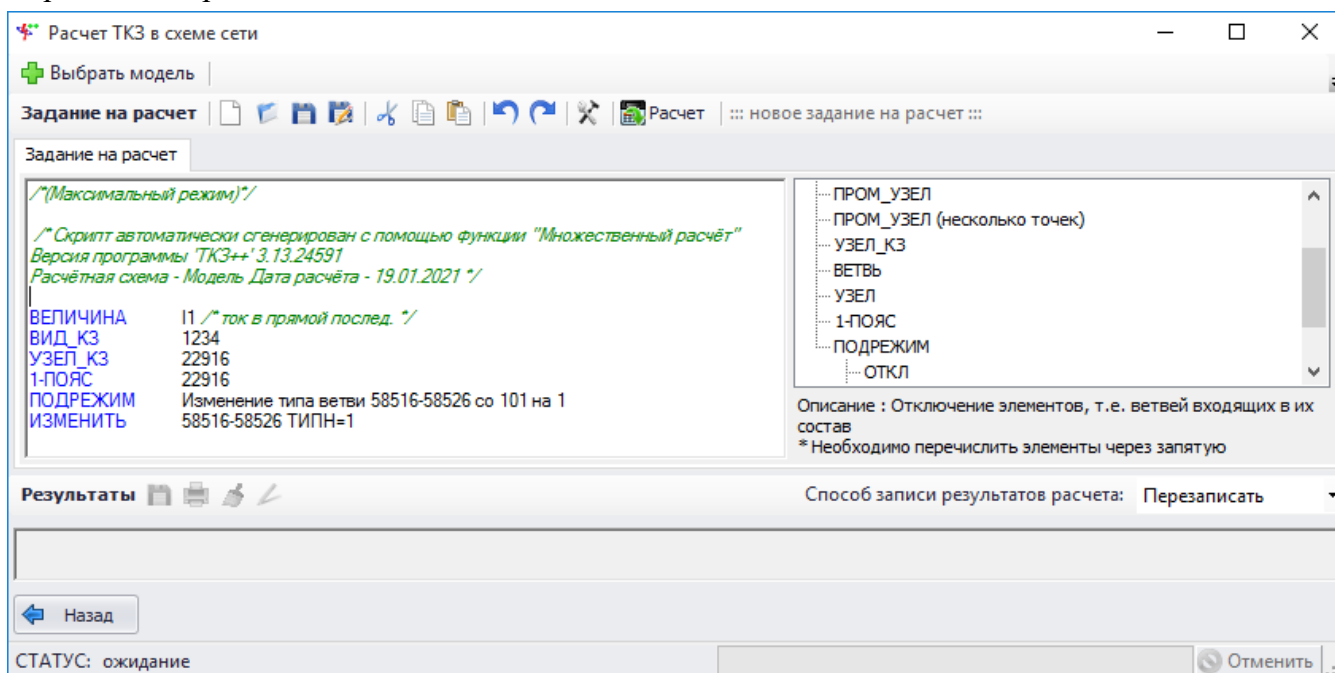 Расчет ТКЗ в схеме сети
Выбрать модель
Задание на расчет
Расчет
::: новое задание на расчет :::
Задание на расчет
/*(Максимальный режим)*/
/* Скрипт автоматически сгенерирован с помощью функции "Множественный расчёт"
Версия программы 'ТКЗ++' 3.13.24591
Расчётная схема - Модель Дата расчёта - 19.01.2021 */
ВЕЛИЧИНА I1 /* ток в прямой послед. */
ВИД_КЗ 1234
УЗЕЛ_КЗ 22916
1-ПОЯС 22916
ПОДРЕЖИМ Изменение типа ветви 58516-58526 со 101 на 1
ИЗМЕНИТЬ 58516-58526 ТИПН=1
ПРОМ_УЗЕЛ
ПРОМ_УЗЕЛ (несколько точек)
УЗЕЛ_КЗ
ВЕТВЬ
УЗЕЛ
1-ПОЯС
ПОДРЕЖИМ
ОТКЛ
Описание : Отключение элементов, т.е. ветвей входящих в их
состав
* Необходимо перечислить элементы через запятую
Результаты
Способ записи результатов расчета: Перезаписать
Назад
СТАТУС: ожидание
Отменить